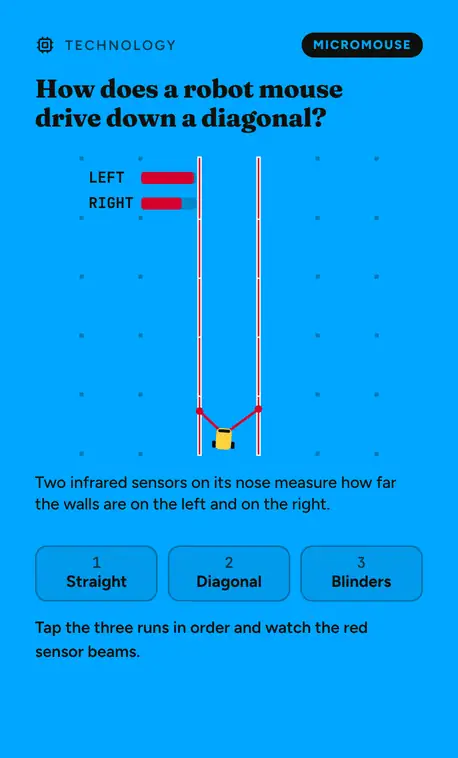 TECHNOLOGY
MICROMOUSE
How does a robot mouse
drive down a diagonal?
LEFT
RIGHT
Two infrared sensors on its nose measure how far
the walls are on the left and on the right.
1
Straight
2
Diagonal
3
Blinders
Tap the three runs in order and watch the red
sensor beams.